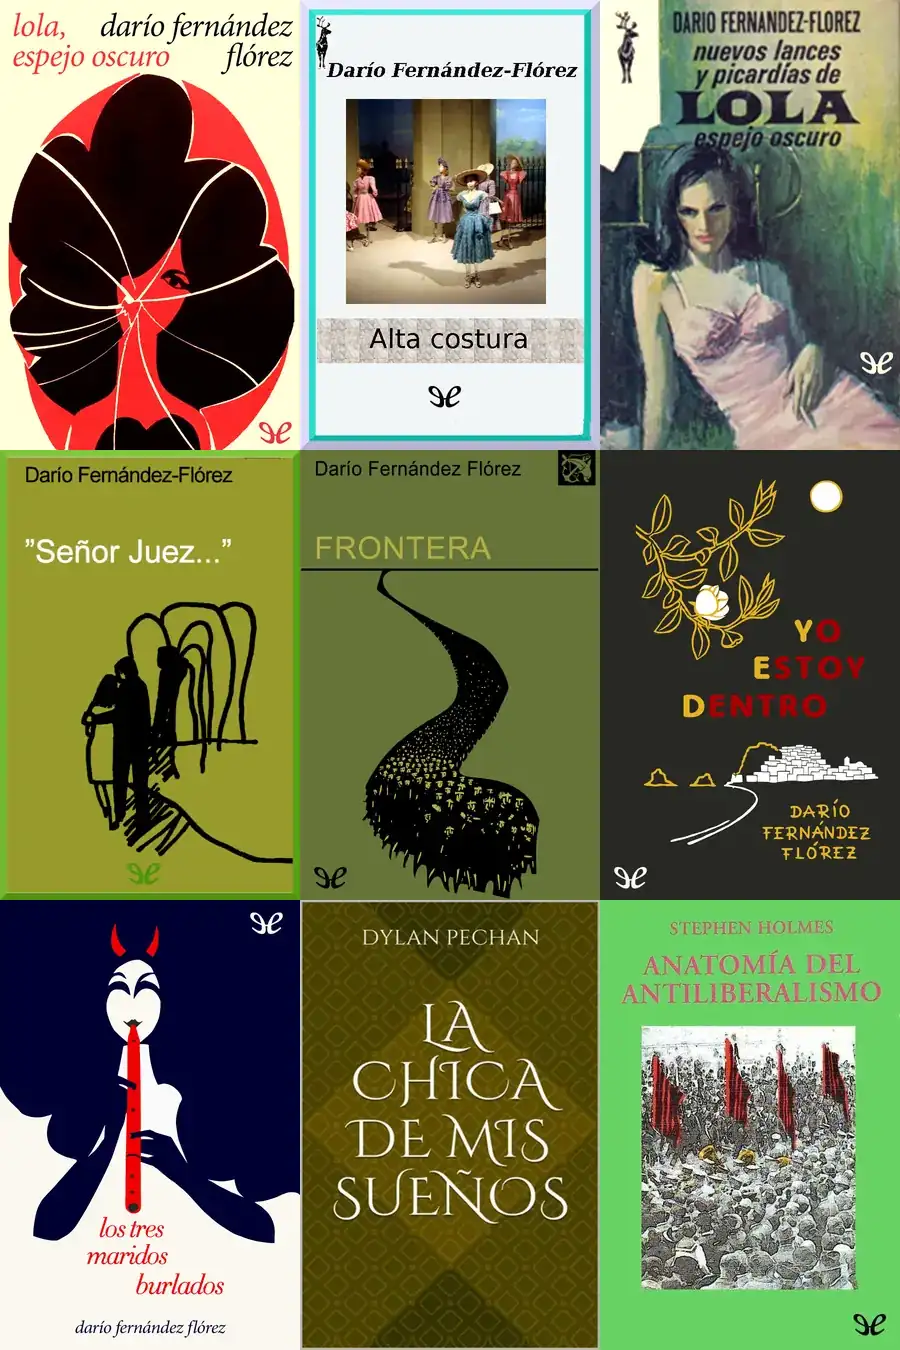 lola,
espejo oscuro
darío fernández
flórez
Darío Fernández-Flórez
Alta costura
DARIO FERNANDEZ-FLOREZ
nuevos lances
y picardías de
LOLA
espejo oscuro
Darío Fernández-Flórez
"Señor Juez..."
Darío Fernández Flórez
FRONTERA
YO
ESTOY
DENTRO
DARÍO
FERNÁNDEZ
FLÓREZ
los tres
maridos
burlados
darío fernández flórez
DYLAN PECHAN
LA
CHICA
DE MIS
SUEÑOS
STEPHEN HOLMES
ANATOMÍA DEL
ANTILIBERALISMO